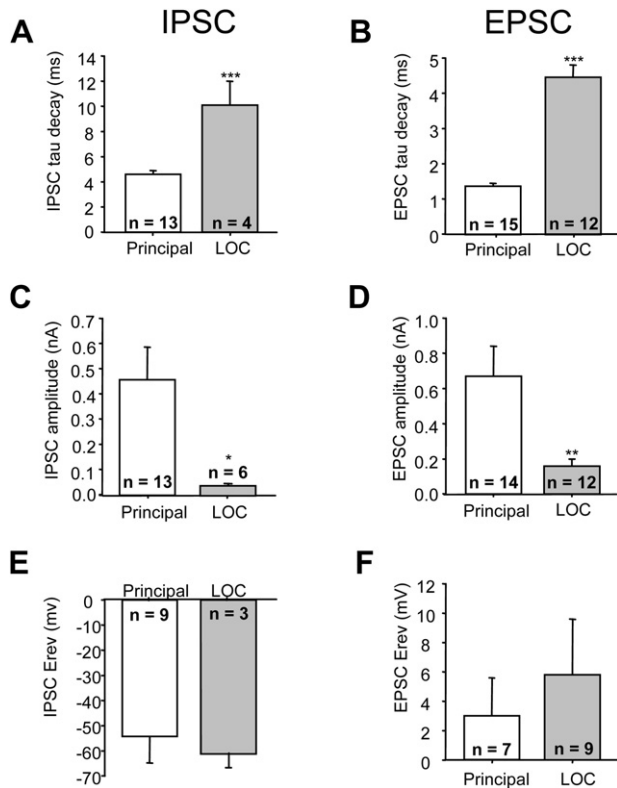 IPSC
EPSC
A
IPSC tau decay (ms)
14
12
10
8
6
4
2
0
***
n = 13
n = 4
Principal
LOC
B
EPSC tau decay (ms)
5
4
3
2
1
0
***
n = 15
n = 12
Principal
LOC
C
IPSC amplitude (nA)
0.7
0.6
0.5
0.4
0.3
0.2
0.1
0.0
*
n = 13
n = 6
Principal
LOC
D
EPSC amplitude (nA)
1.0
0.8
0.6
0.4
0.2
0.0
**
n = 14
n = 12
Principal
LOC
E
IPSC Erev (mv)
Principal
LOC
0
-10
-20
-30
-40
-50
-60
-70
n = 9
n = 3
F
EPSC Erev (mV)
12
10
8
6
4
2
0
n = 7
n = 9
Principal
LOC